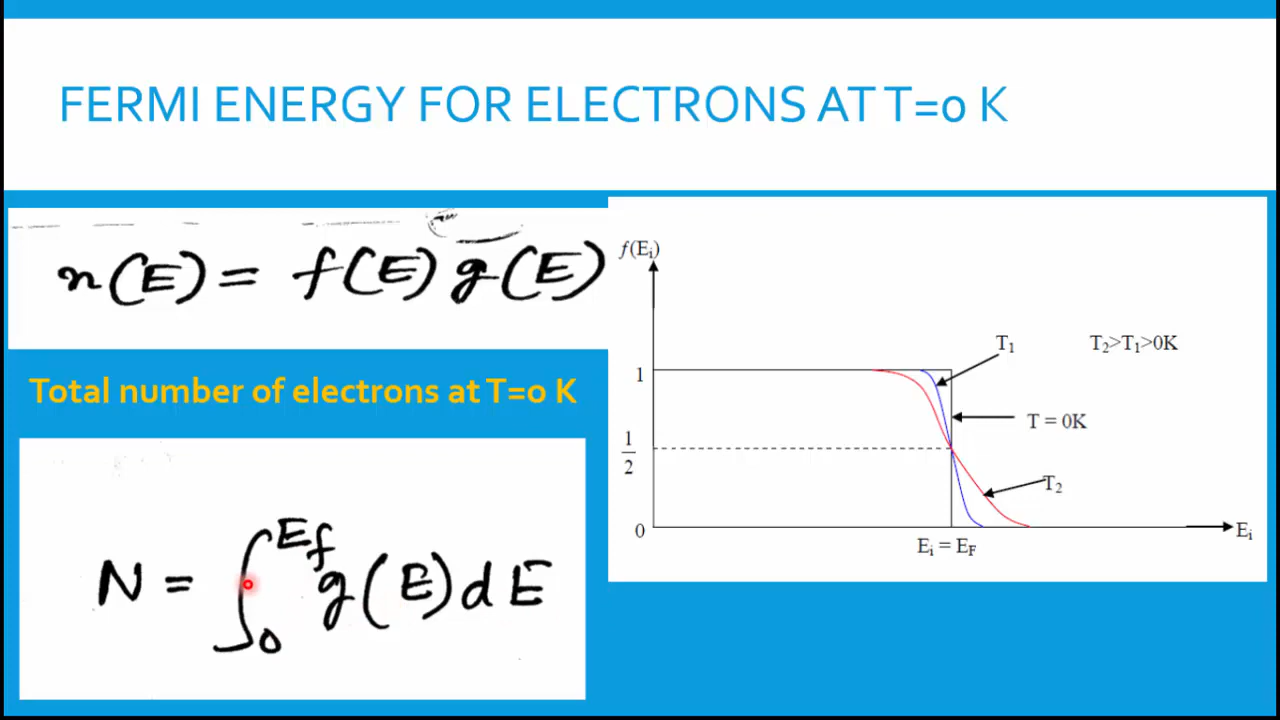 FERMI ENERGY FOR ELECTRONS AT T=0 K
n(E) = f(E) g(E)
Total number of electrons at T=0 K
N = ∫₀^Ef g(E) dE
f(Ei)
T1
T2>T1>0K
1
T = 0K
1/2
T2
0
Ei
Ei = EF